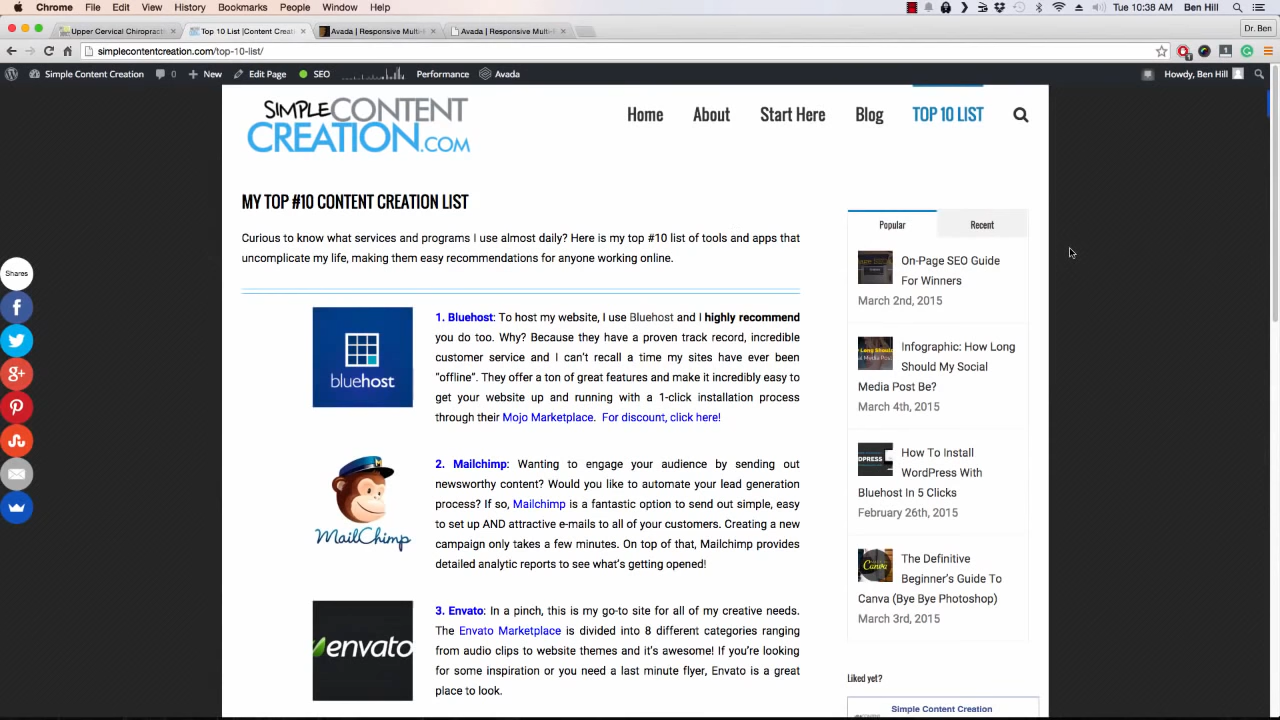 Chrome File Edit View History Bookmarks People Window Help
Tue 10:38 AM Ben Hill
Upper Cervical Chiropract
Top 10 List |Content Creati
Avada | Responsive Multi-
Avada | Responsive Multi-
Dr. Ben
simplecontentcreation.com/top-10-list/
Simple Content Creation 0 + New Edit Page SEO Performance Avada
Howdy, Ben Hill
SIMPLECONTENT
CREATION.COM
Home About Start Here Blog TOP 10 LIST
MY TOP #10 CONTENT CREATION LIST
Curious to know what services and programs I use almost daily? Here is my top #10 list of tools and apps that
uncomplicate my life, making them easy recommendations for anyone working online.
Shares
bluehost
1. Bluehost: To host my website, I use Bluehost and I highly recommend
you do too. Why? Because they have a proven track record, incredible
customer service and I can't recall a time my sites have ever been
“offline”. They offer a ton of great features and make it incredibly easy to
get your website up and running with a 1-click installation process
through their Mojo Marketplace. For discount, click here!
MailChimp
2. Mailchimp: Wanting to engage your audience by sending out
newsworthy content? Would you like to automate your lead generation
process? If so, Mailchimp is a fantastic option to send out simple, easy
to set up AND attractive e-mails to all of your customers. Creating a new
campaign only takes a few minutes. On top of that, Mailchimp provides
detailed analytic reports to see what's getting opened!
envato
3. Envato: In a pinch, this is my go-to site for all of my creative needs.
The Envato Marketplace is divided into 8 different categories ranging
from audio clips to website themes and it's awesome! If you're looking
for some inspiration or you need a last minute flyer, Envato is a great
place to look.
Popular Recent
On-Page SEO Guide
For Winners
March 2nd, 2015
Infographic: How Long
Should My Social
Media Post Be?
March 4th, 2015
How To Install
WordPress With
Bluehost In 5 Clicks
February 26th, 2015
Canva
The Definitive
Beginner's Guide To
Canva (Bye Bye Photoshop)
March 3rd, 2015
Liked yet?
Simple Content Creation